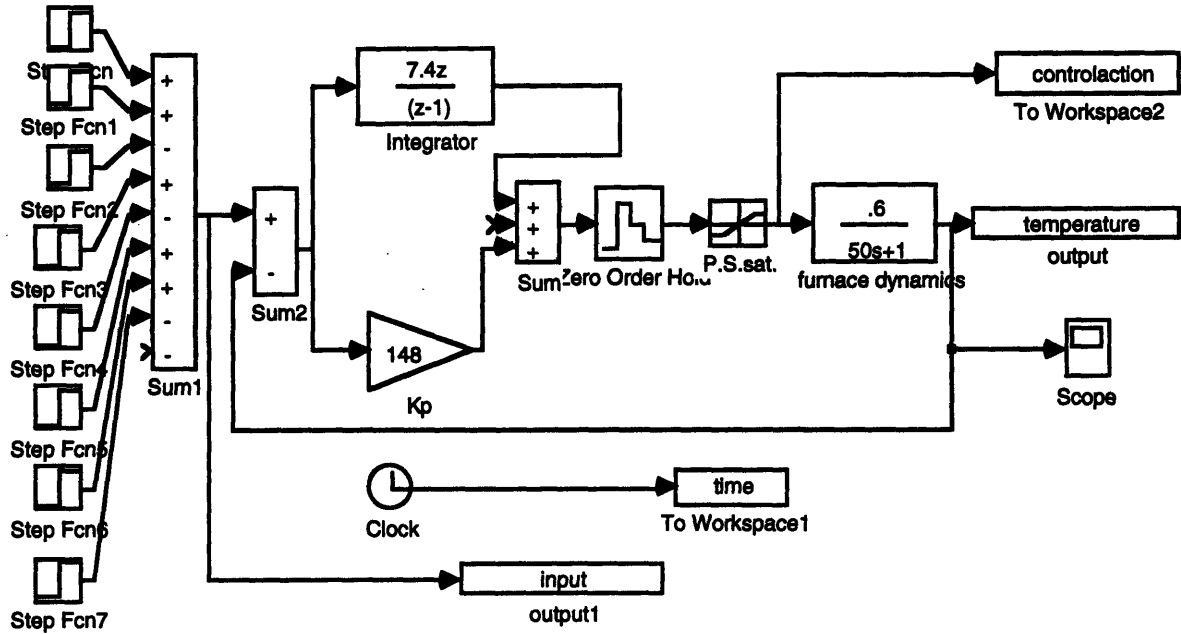 Step Fcn
Step Fcn1
Step Fcn2
Step Fcn3
Step Fcn4
Step Fcn5
Step Fcn6
Step Fcn7
+
+
-
+
-
+
+
-
-
Sum1
+
-
Sum2
7.4z
(z-1)
Integrator
148
Kp
+
+
+
Sum
Zero Order Hold
P.S.sat.
.6
50s+1
furnace dynamics
controlaction
To Workspace2
temperature
output
Scope
Clock
time
To Workspace1
input
output1